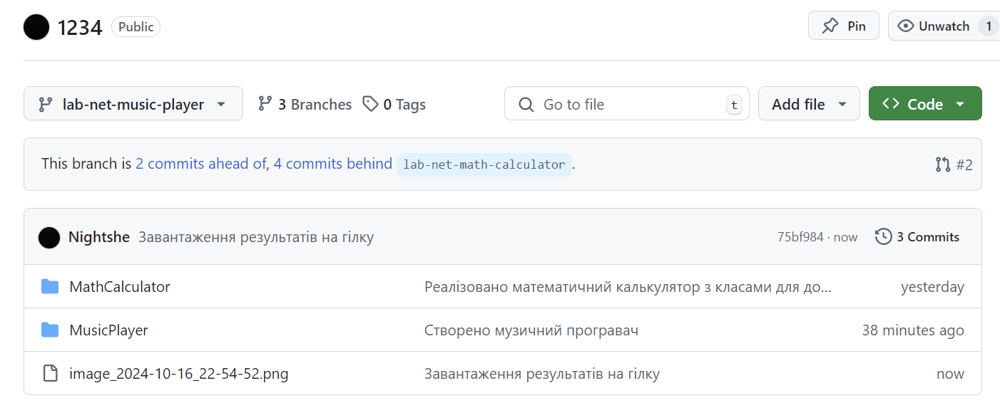 1234 Public Pin Unwatch 1
lab-net-music-player 3 Branches 0 Tags Go to file t Add file Code
This branch is 2 commits ahead of, 4 commits behind lab-net-math-calculator . #2
Nightshe Завантаження результатів на гілку 75bf984 · now 3 Commits
MathCalculator Реалізовано математичний калькулятор з класами для до... yesterday
MusicPlayer Створено музичний програвач 38 minutes ago
image_2024-10-16_22-54-52.png Завантаження результатів на гілку now